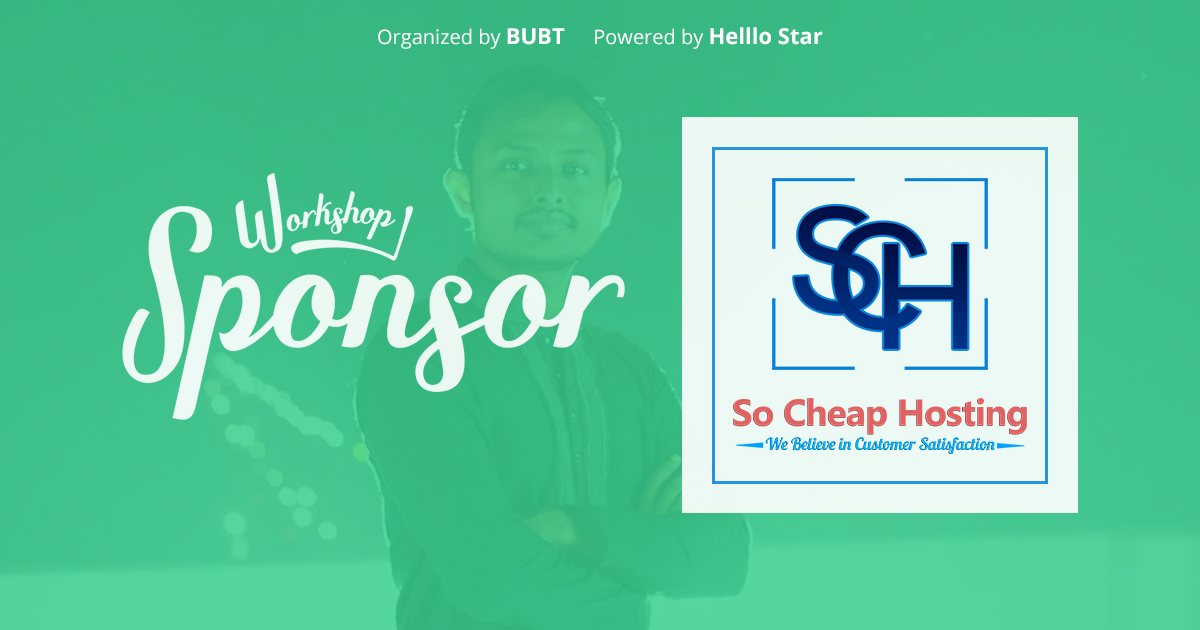 Organized by BUBT Powered by Helllo Star
Workshop
Sponsor
SCH
So Cheap Hosting
We Believe in Customer Satisfaction